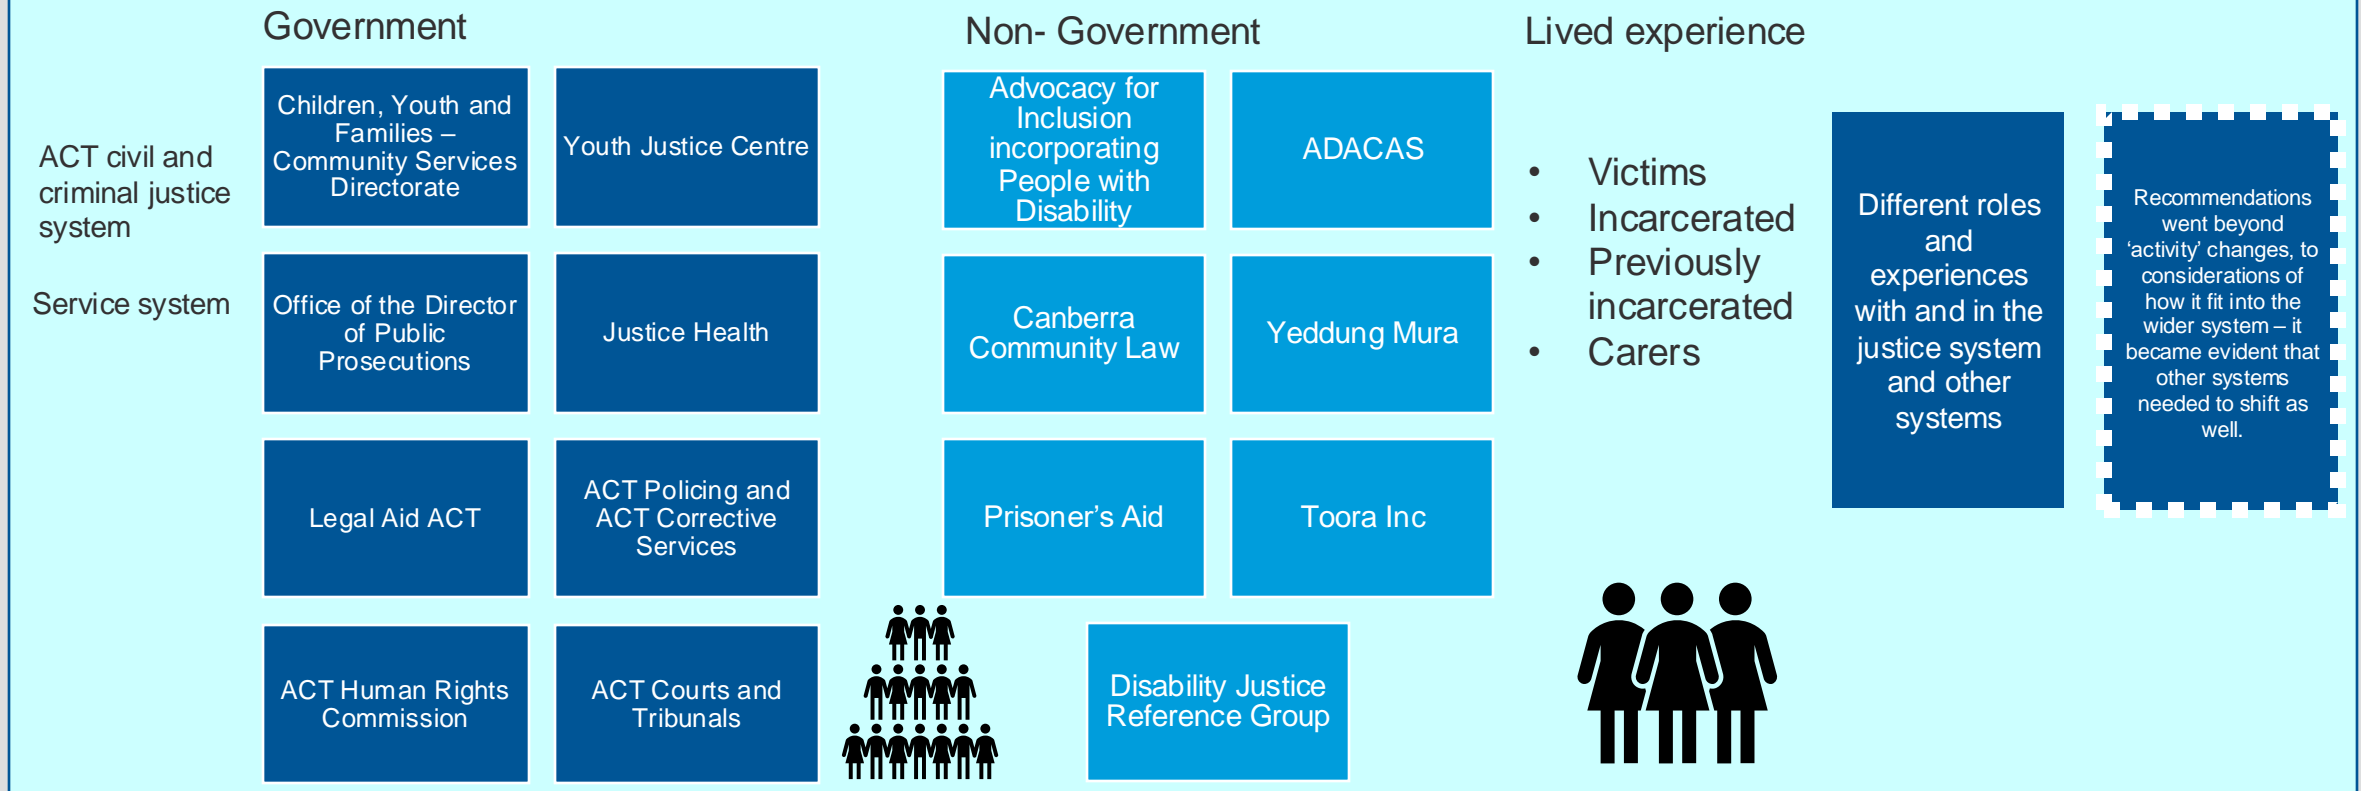 Government
Non- Government
Lived experience
ACT civil and
criminal justice
system
Service system
Children, Youth and
Families –
Community Services
Directorate
Youth Justice Centre
Office of the Director
of Public
Prosecutions
Justice Health
Legal Aid ACT
ACT Policing and
ACT Corrective
Services
ACT Human Rights
Commission
ACT Courts and
Tribunals
Advocacy for
Inclusion
incorporating
People with
Disability
ADACAS
Canberra
Community Law
Yeddung Mura
Prisoner’s Aid
Toora Inc
Disability Justice
Reference Group
• Victims
• Incarcerated
• Previously
incarcerated
• Carers
Different roles
and
experiences
with and in the
justice system
and other
systems
Recommendations
went beyond
‘activity’ changes, to
considerations of
how it fit into the
wider system – it
became evident that
other systems
needed to shift as
well.